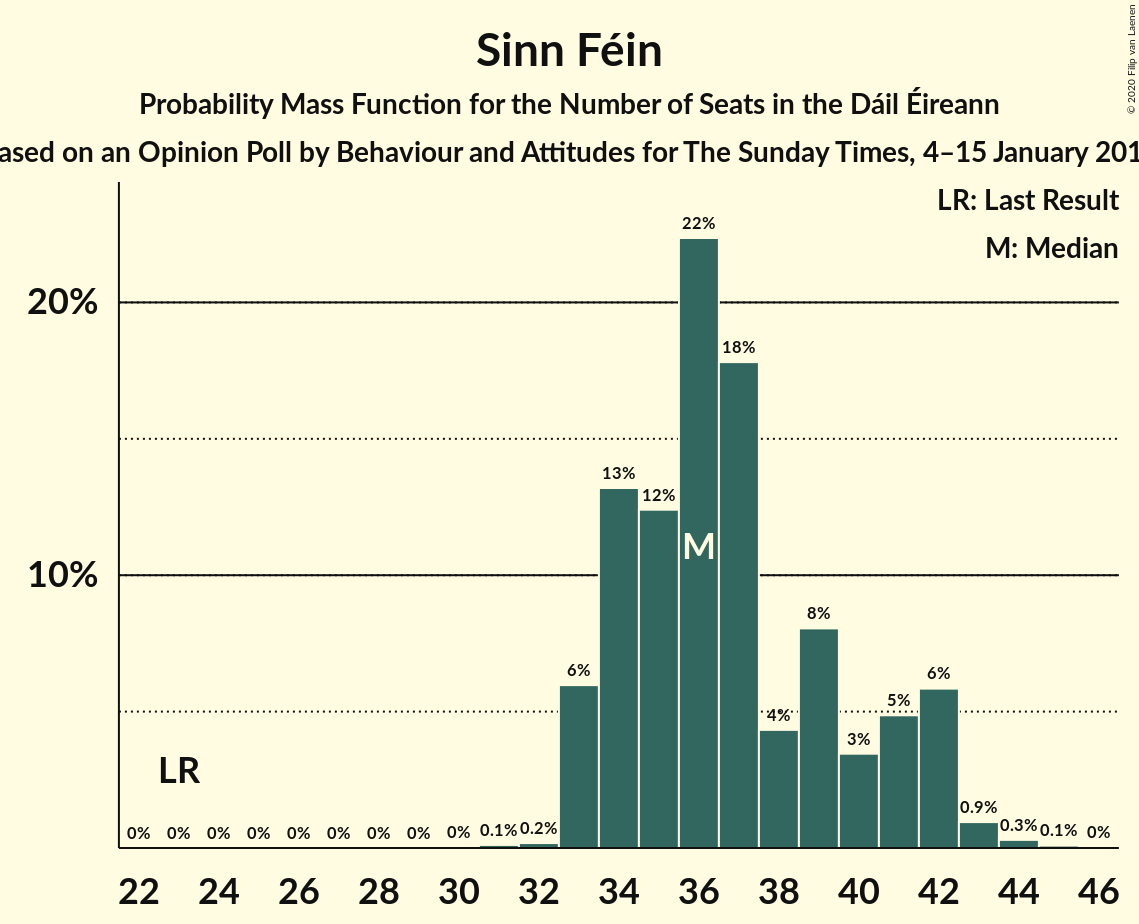 Sinn Féin
Probability Mass Function for the Number of Seats in the Dáil Éireann
ased on an Opinion Poll by Behaviour and Attitudes for The Sunday Times, 4–15 January 201
© 2020 Filip van Laenen
LR: Last Result
M: Median
22%
20%
18%
13%
12%
M
10%
8%
6%
6%
5%
4%
3%
LR
0% 0% 0% 0% 0% 0% 0% 0% 0% 0.1% 0.2% 0.9% 0.3% 0.1% 0%
22 24 26 28 30 32 34 36 38 40 42 44 46